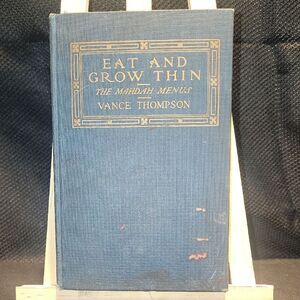 EAT AND
GROW THIN
THE MAHDAH MENUS
VANCE THOMPSON